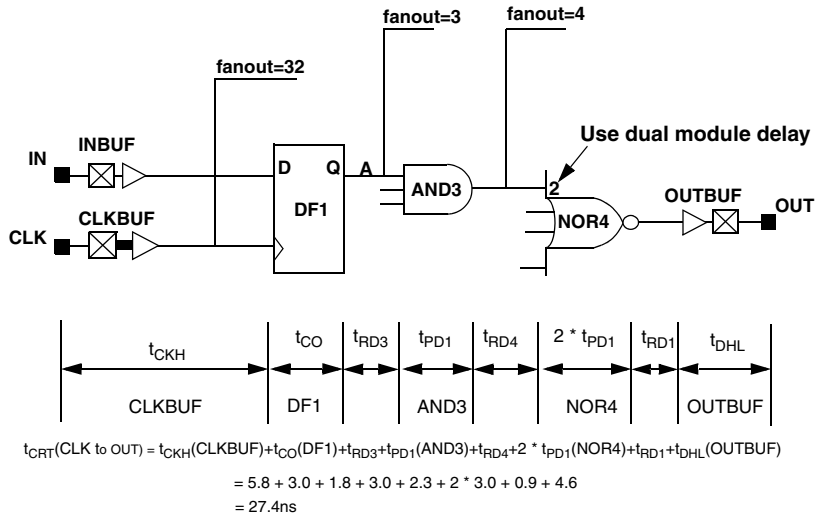 fanout=3
fanout=4
fanout=32
Use dual module delay
IN
INBUF
D
Q
A
AND3
2
OUTBUF
OUT
DF1
NOR4
CLKBUF
CLK
tCKH
tCO
tRD3
tPD1
tRD4
2 * tPD1
tRD1
tDHL
CLKBUF
DF1
AND3
NOR4
OUTBUF
tCRT(CLK to OUT) = tCKH(CLKBUF)+tCO(DF1)+tRD3+tPD1(AND3)+tRD4+2 * tPD1(NOR4)+tRD1+tDHL(OUTBUF)
= 5.8 + 3.0 + 1.8 + 3.0 + 2.3 + 2 * 3.0 + 0.9 + 4.6
= 27.4ns